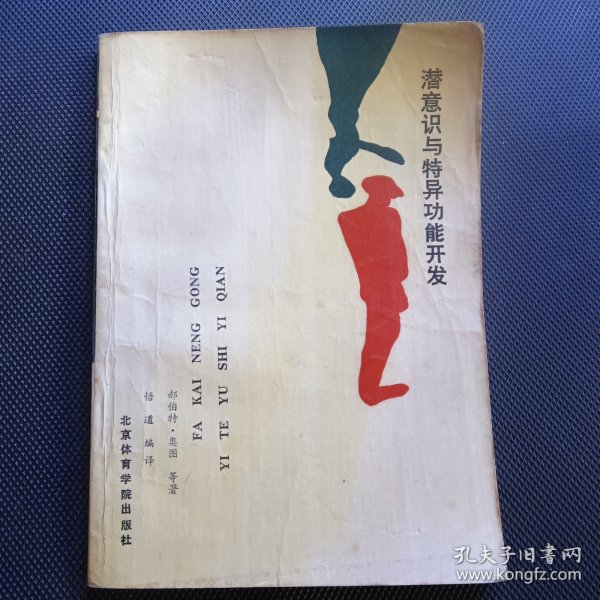 潜意识与特异功能开发
YI TE YU SHI YI QIAN
FA KAI NENG GONG
郝伯特·奥图 等著
悟道编译
北京体育学院出版社
孔夫子旧书网
www.kongfz.com